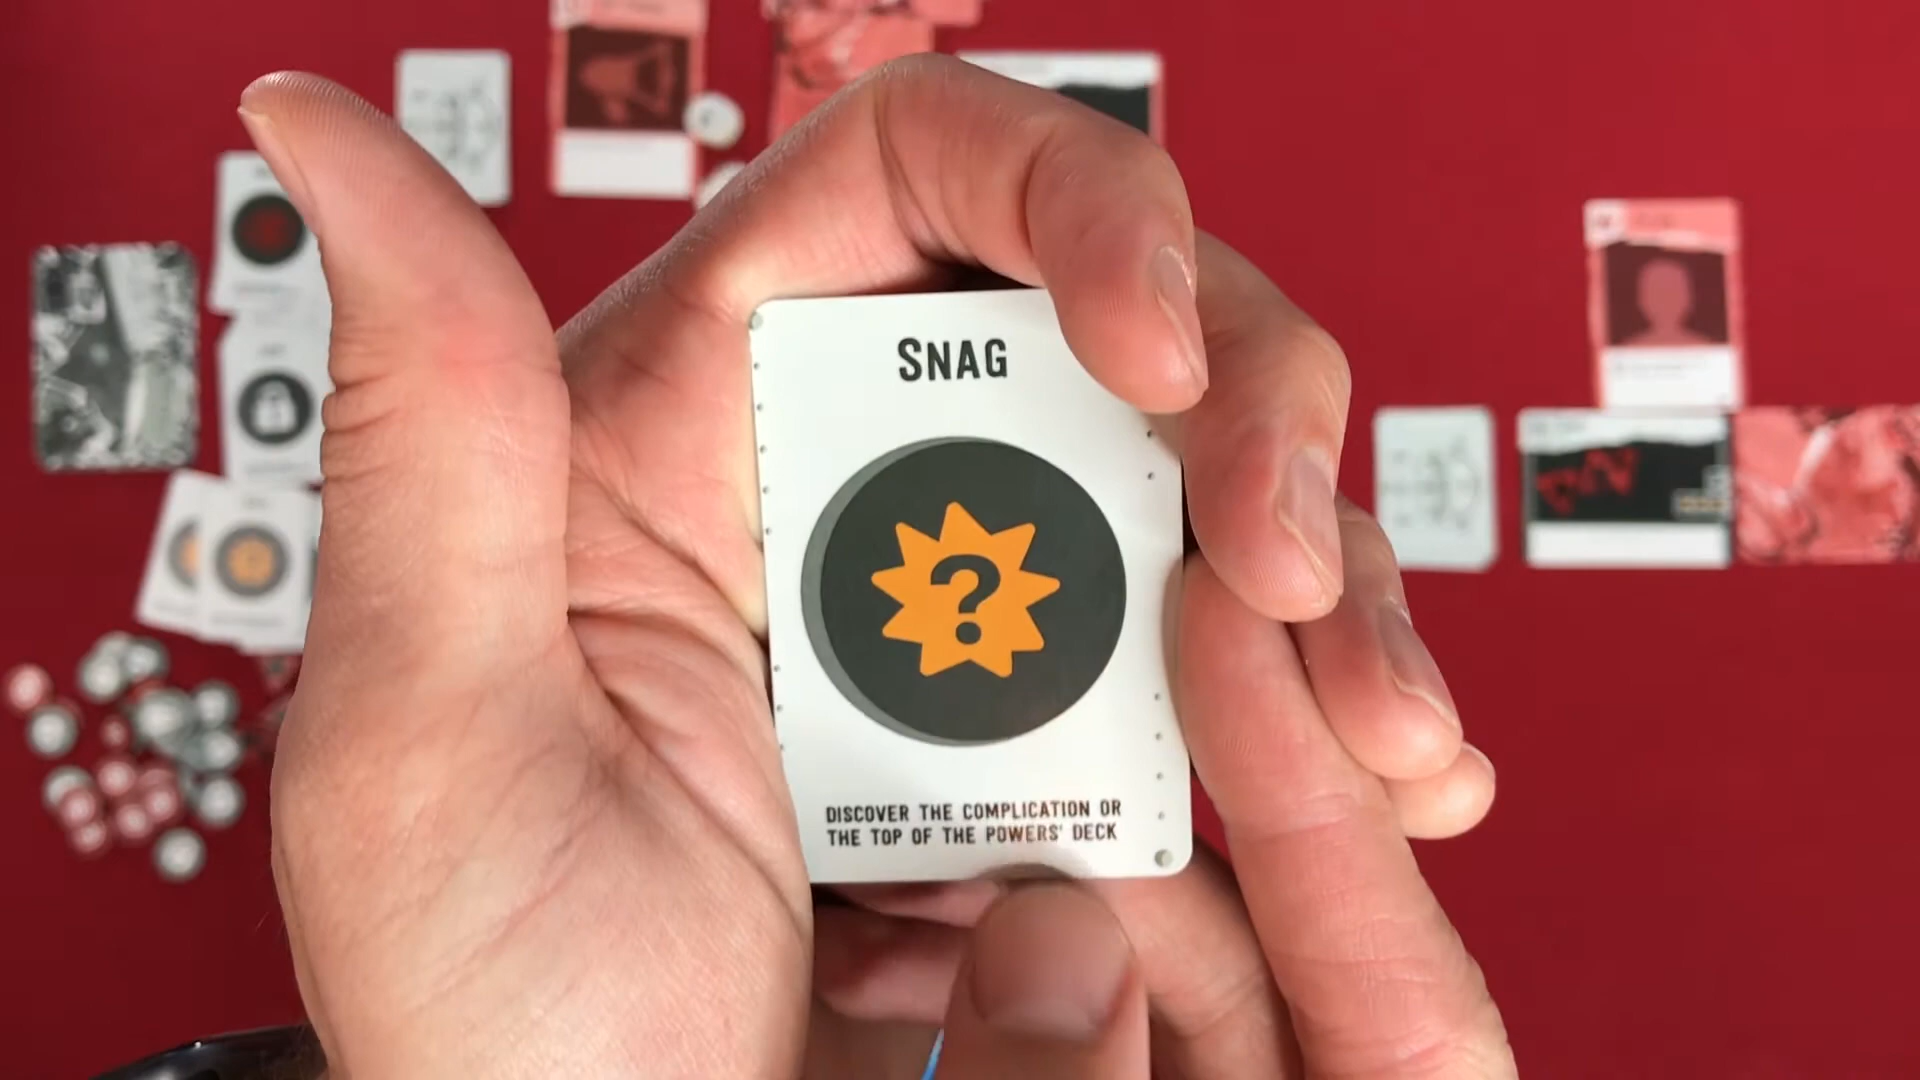 SNAG
?
DISCOVER THE COMPLICATION OR
THE TOP OF THE POWERS' DECK